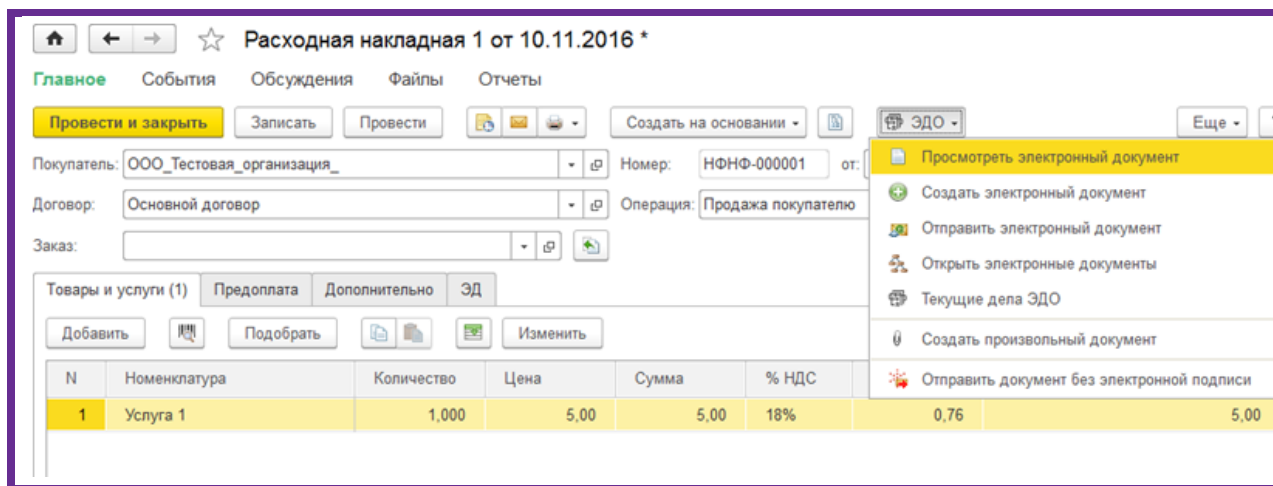 Расходная накладная 1 от 10.11.2016 *
Главное События Обсуждения Файлы Отчеты
Провести и закрыть Записать Провести Создать на основании ЭДО Еще
Покупатель: ООО_Тестовая_организация_ Номер: НФНФ-000001 от:
Просмотреть электронный документ
Создать электронный документ
Договор: Основной договор Операция: Продажа покупателю
Отправить электронный документ
Заказ:
Открыть электронные документы
Товары и услуги (1) Предоплата Дополнительно ЭД
Текущие дела ЭДО
Добавить Подобрать Изменить
Создать произвольный документ
N Номенклатура Количество Цена Сумма % НДС
Отправить документ без электронной подписи
1 Услуга 1 1,000 5,00 5,00 18% 0,76 5,00